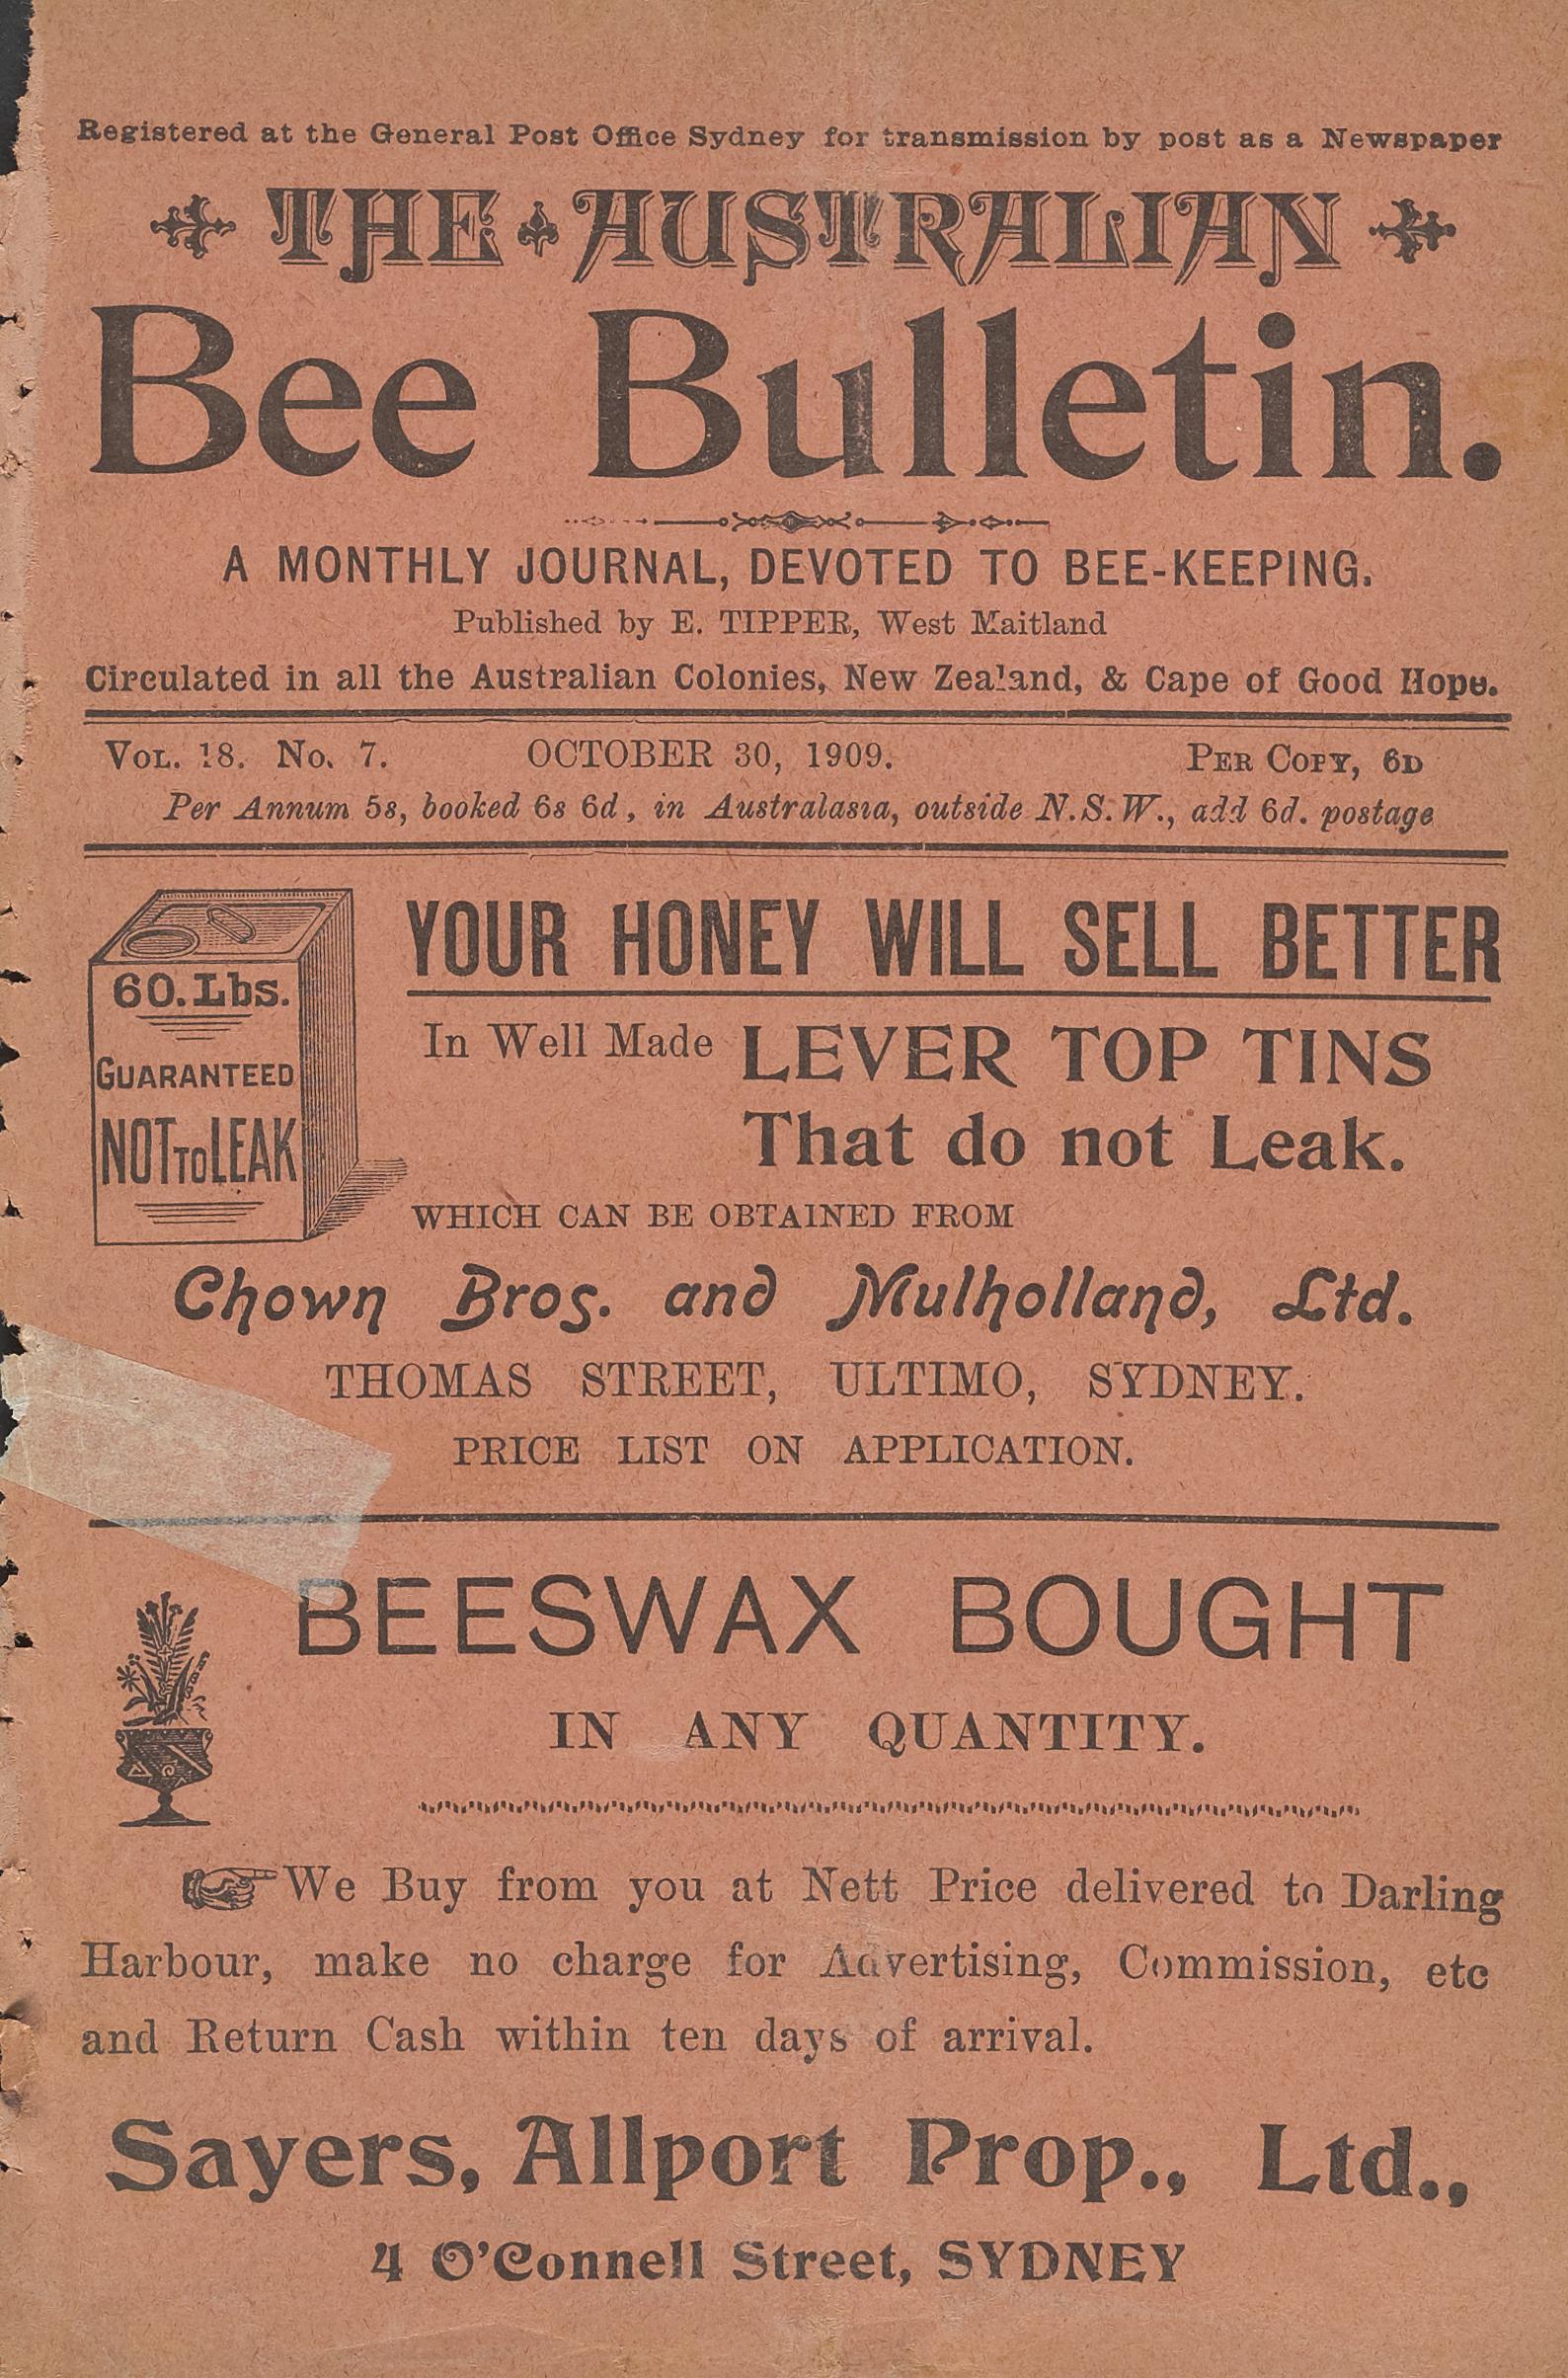 Registered at the General Post Office Sydney for transmission by post as a Newspaper
THE AUSTRALIAN
Bee Bulletin.
A MONTHLY JOURNAL, DEVOTED TO BEE-KEEPING.
Published by E. TIPPER, West Maitland
Circulated in all the Australian Colonies, New Zealand, & Cape of Good Hope.
VOL. 18. No. 7. OCTOBER 30, 1909. PER COPY, 6D
Per Annum 5s, booked 6s 6d, in Australasia, outside N.S.W., add 6d. postage
60. Lbs.
GUARANTEED
NOT TO LEAK
YOUR HONEY WILL SELL BETTER
In Well Made LEVER TOP TINS
That do not Leak.
WHICH CAN BE OBTAINED FROM
Chown Bros. and Mulholland, Ltd.
THOMAS STREET, ULTIMO, SYDNEY.
PRICE LIST ON APPLICATION.
BEESWAX BOUGHT
IN ANY QUANTITY.
We Buy from you at Nett Price delivered to Darling
Harbour, make no charge for Advertising, Commission, etc
and Return Cash within ten days of arrival.
Sayers, Allport Prop., Ltd.,
4 O'Connell Street, SYDNEY